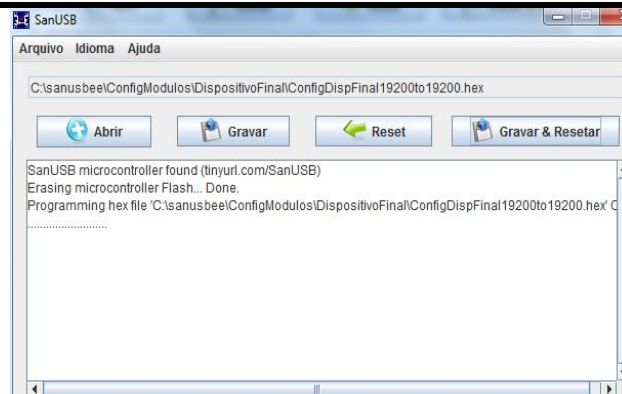 SanUSB
Arquivo Idioma Ajuda
C:\sanusbee\ConfigModulos\DispositivoFinal\ConfigDispFinal19200to19200.hex
Abrir Gravar Reset Gravar & Resetar
SanUSB microcontroller found (tinyurl.com/SanUSB)
Erasing microcontroller Flash... Done.
Programming hex file 'C:\sanusbee\ConfigModulos\DispositivoFinal\ConfigDispFinal19200to19200.hex'
..........................